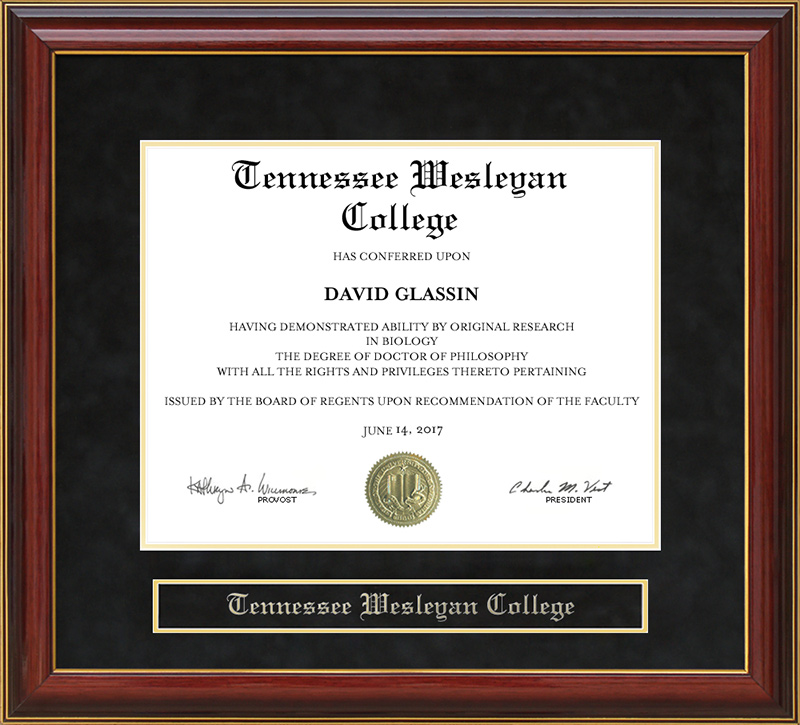 Tennessee Wesleyan
College
HAS CONFERRED UPON
DAVID GLASSIN
HAVING DEMONSTRATED ABILITY BY ORIGINAL RESEARCH
IN BIOLOGY
THE DEGREE OF DOCTOR OF PHILOSOPHY
WITH ALL THE RIGHTS AND PRIVILEGES THERETO PERTAINING
ISSUED BY THE BOARD OF REGENTS UPON RECOMMENDATION OF THE FACULTY
JUNE 14, 2017
PROVOST
Charles M. Vest
PRESIDENT
Tennessee Wesleyan College